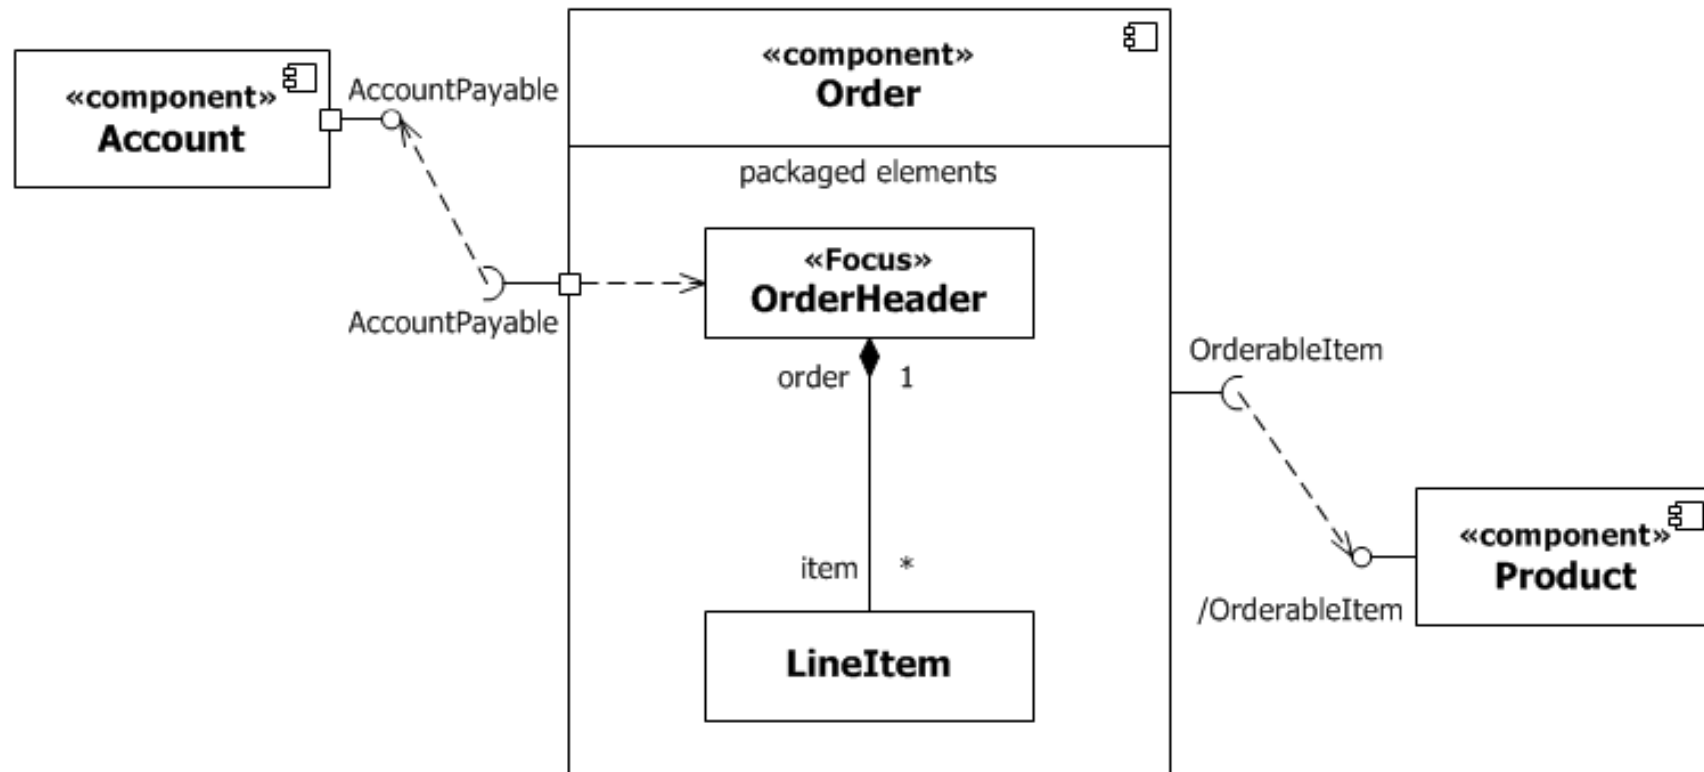 «component»
Account
AccountPayable
AccountPayable
«component»
Order
packaged elements
«Focus»
OrderHeader
order 1
item *
LineItem
OrderableItem
/OrderableItem
«component»
Product